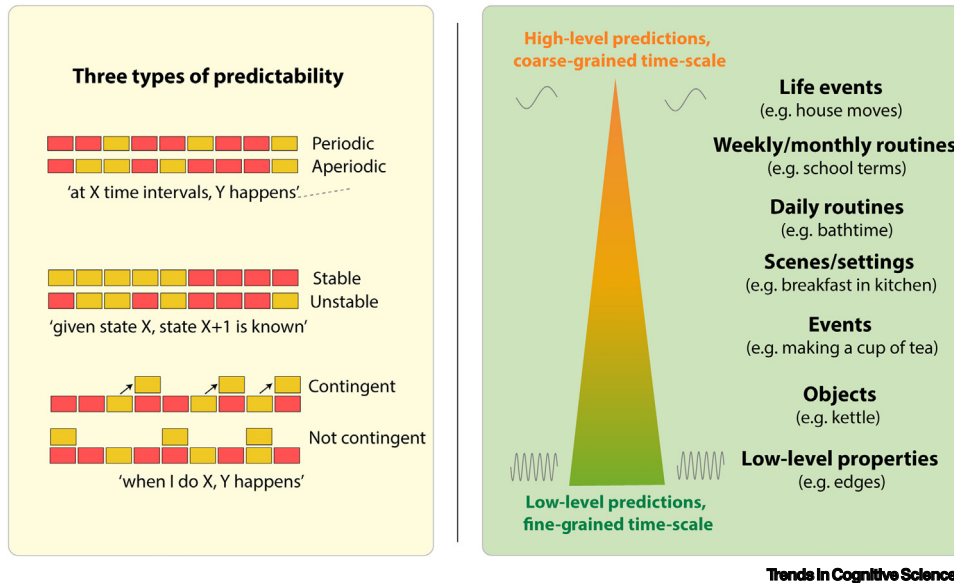 Three types of predictability
Periodic
Aperiodic
‘at X time intervals, Y happens’
Stable
Unstable
‘given state X, state X+1 is known’
Contingent
Not contingent
‘when I do X, Y happens’
High-level predictions,
coarse-grained time-scale
Life events
(e.g. house moves)
Weekly/monthly routines
(e.g. school terms)
Daily routines
(e.g. bathtime)
Scenes/settings
(e.g. breakfast in kitchen)
Events
(e.g. making a cup of tea)
Objects
(e.g. kettle)
Low-level properties
(e.g. edges)
Low-level predictions,
fine-grained time-scale
Trends in Cognitive Science